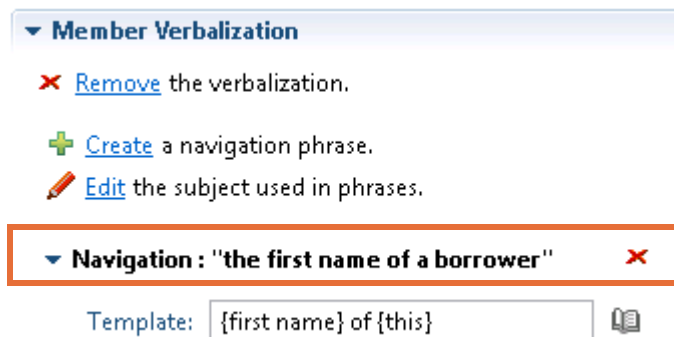 Member Verbalization
Remove the verbalization.
Create a navigation phrase.
Edit the subject used in phrases.
Navigation : "the first name of a borrower"
Template: {first name} of {this}